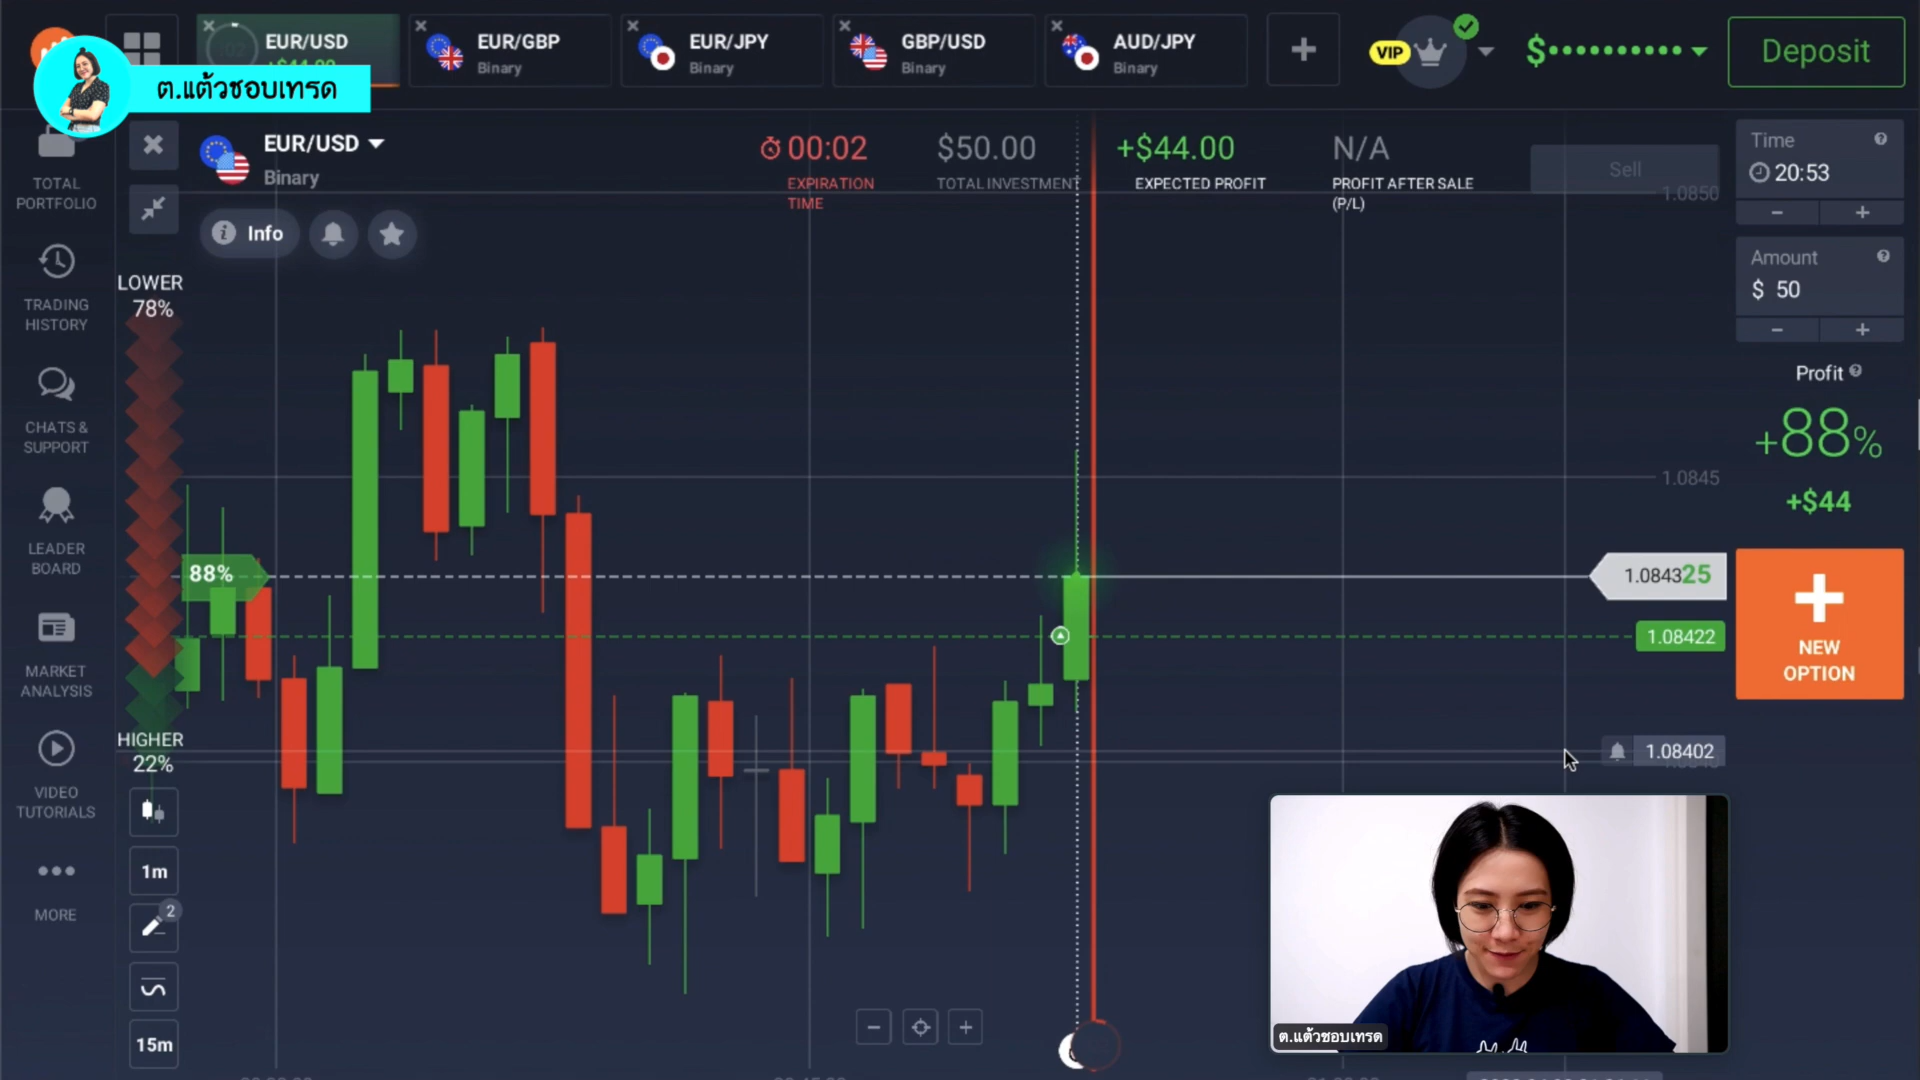 EUR/USD
+$44.00
EUR/GBP
Binary
EUR/JPY
Binary
GBP/USD
Binary
AUD/JPY
Binary
VIP
$••••••••••••
Deposit
ต.แต้วชอบเทรด
EUR/USD
Binary
00:02
EXPIRATION
TIME
$50.00
TOTAL INVESTMENT
+$44.00
EXPECTED PROFIT
N/A
PROFIT AFTER SALE
(P/L)
Sell
1.0850
Time
20:53
Amount
$ 50
Profit
+88%
+$44
NEW
OPTION
TOTAL
PORTFOLIO
TRADING
HISTORY
CHATS &
SUPPORT
LEADER
BOARD
MARKET
ANALYSIS
VIDEO
TUTORIALS
MORE
Info
LOWER
78%
88%
HIGHER
22%
1m
2
15m
1.0845
1.084325
1.08422
1.08402
ต.แต้วชอบเทรด